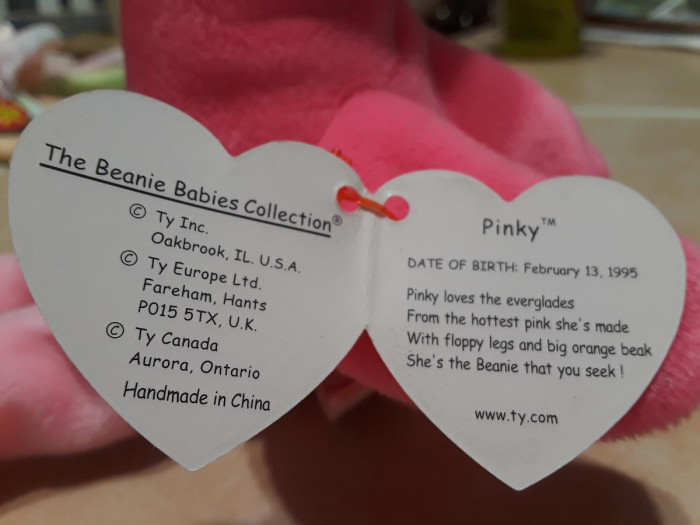 The Beanie Babies Collection®
© Ty Inc.
Oakbrook, IL. U.S.A.
© Ty Europe Ltd.
Fareham, Hants
PO15 5TX, U.K.
© Ty Canada
Aurora, Ontario
Handmade in China
Pinky™
DATE OF BIRTH: February 13, 1995
Pinky loves the everglades
From the hottest pink she's made
With floppy legs and big orange beak
She's the Beanie that you seek !
www.ty.com